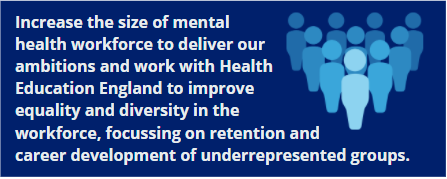 Increase the size of mental
health workforce to deliver our
ambitions and work with Health
Education England to improve
equality and diversity in the
workforce, focussing on retention and
career development of underrepresented groups.